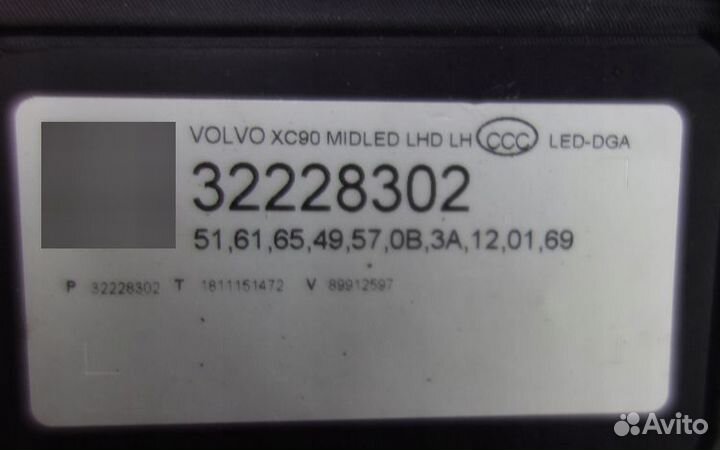 VOLVO XC90 MIDLED LHD LH CCC LED-DGA
32228302
51,61,65,49,57,0B,3A,12,01,69
P 32228302 T 1811151472 V 89912597
Avito